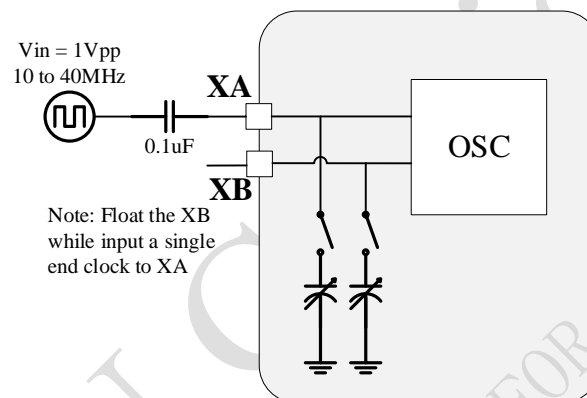 Vin = 1Vpp
10 to 40MHz
XA
0.1uF
OSC
XB
Note: Float the XB
while input a single
end clock to XA
FOR